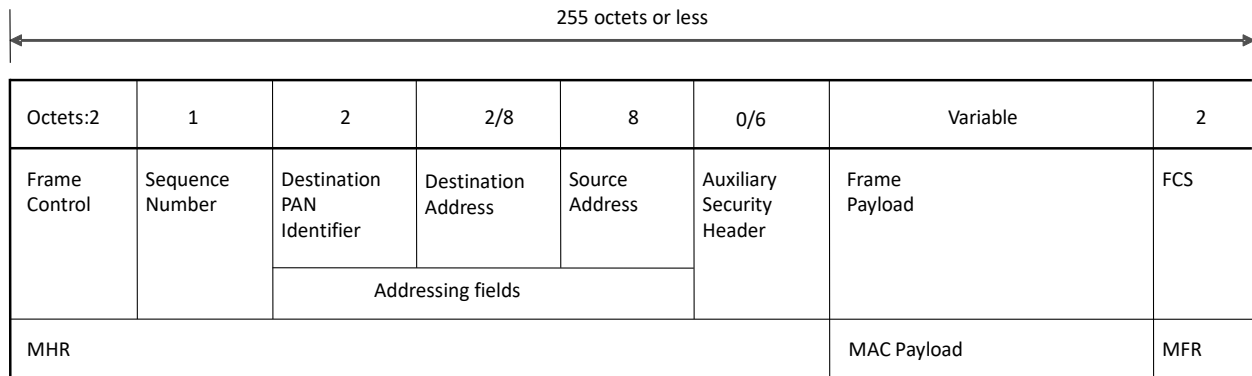 255 octets or less
Octets:2 1 2 2/8 8 0/6 Variable 2
Frame Control
Sequence Number
Destination PAN Identifier
Destination Address
Source Address
Auxiliary Security Header
Frame Payload
FCS
Addressing fields
MHR MAC Payload MFR